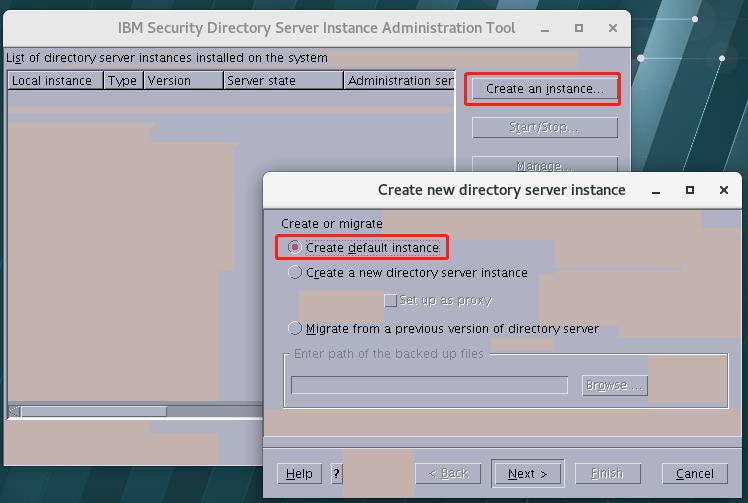 IBM Security Directory Server Instance Administration Tool
List of directory server instances installed on the system
Local instance Type Version Server state Administration ser
Create an instance...
Start/Stop...
Manage...
Create new directory server instance
Create or migrate
Create default instance
Create a new directory server instance
Set up as proxy
Migrate from a previous version of directory server
Enter path of the backed up files
Browse ...
Help ? < Back Next > Finish Cancel